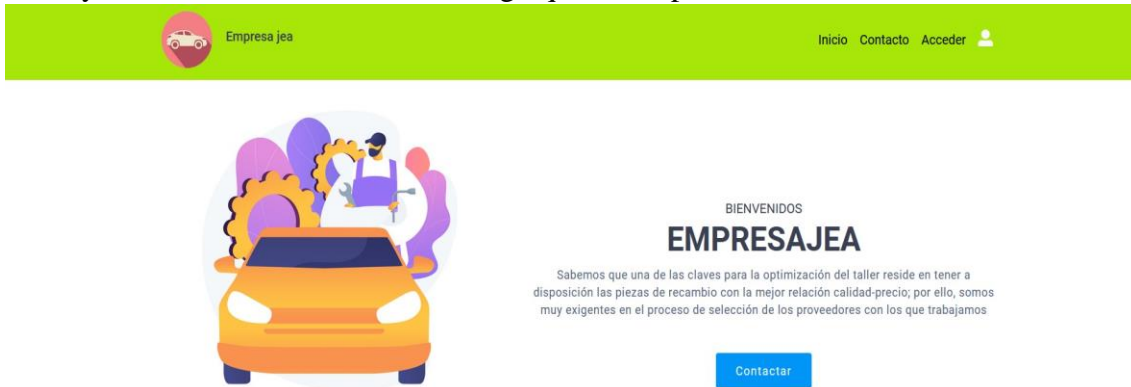 Empresa jea
Inicio Contacto Acceder
BIENVENIDOS
EMPRESAJEA
Sabemos que una de las claves para la optimización del taller reside en tener a
disposición las piezas de recambio con la mejor relación calidad-precio; por ello, somos
muy exigentes en el proceso de selección de los proveedores con los que trabajamos
Contactar